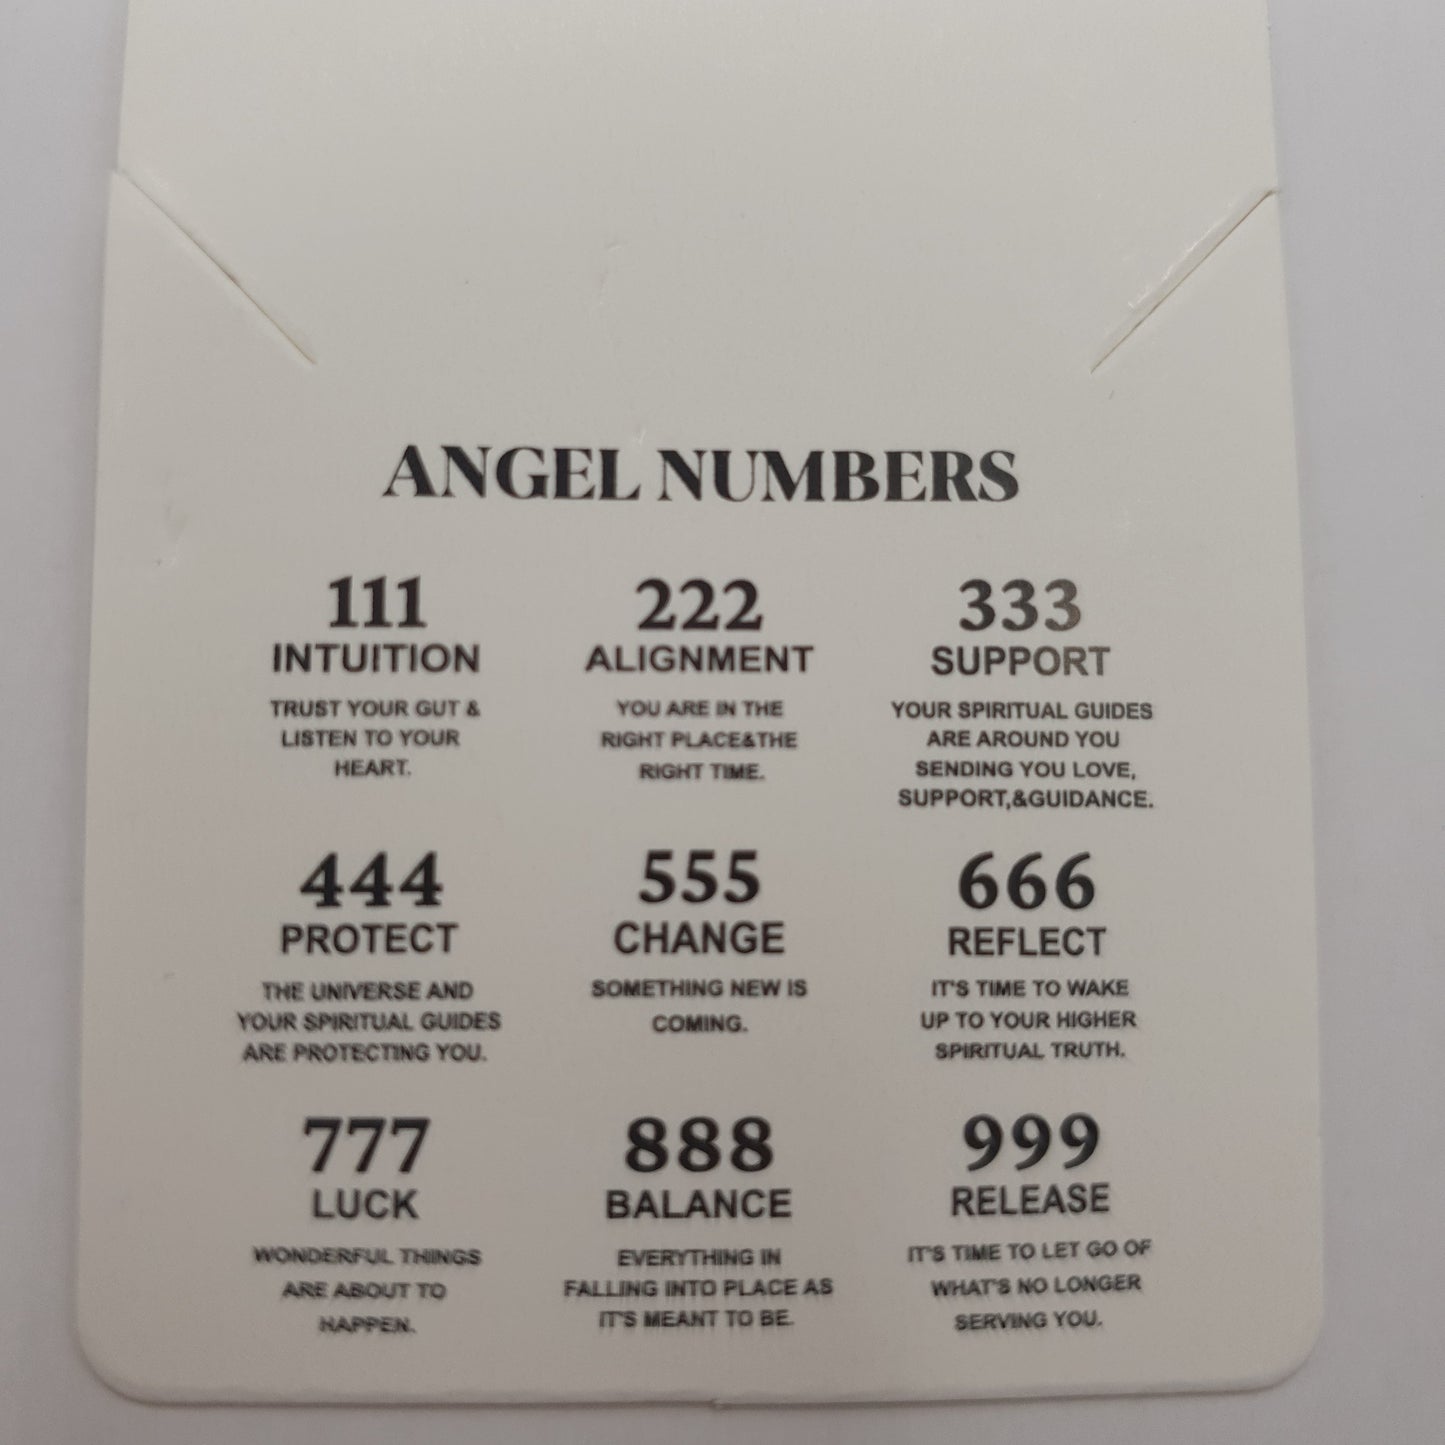 ANGEL NUMBERS
111
INTUITION
TRUST YOUR GUT &
LISTEN TO YOUR
HEART.
222
ALIGNMENT
YOU ARE IN THE
RIGHT PLACE&THE
RIGHT TIME.
333
SUPPORT
YOUR SPIRITUAL GUIDES
ARE AROUND YOU
SENDING YOU LOVE,
SUPPORT,&GUIDANCE.
444
PROTECT
THE UNIVERSE AND
YOUR SPIRITUAL GUIDES
ARE PROTECTING YOU.
555
CHANGE
SOMETHING NEW IS
COMING.
666
REFLECT
IT'S TIME TO WAKE
UP TO YOUR HIGHER
SPIRITUAL TRUTH.
777
LUCK
WONDERFUL THINGS
ARE ABOUT TO
HAPPEN.
888
BALANCE
EVERYTHING IN
FALLING INTO PLACE AS
IT'S MEANT TO BE.
999
RELEASE
IT'S TIME TO LET GO OF
WHAT'S NO LONGER
SERVING YOU.